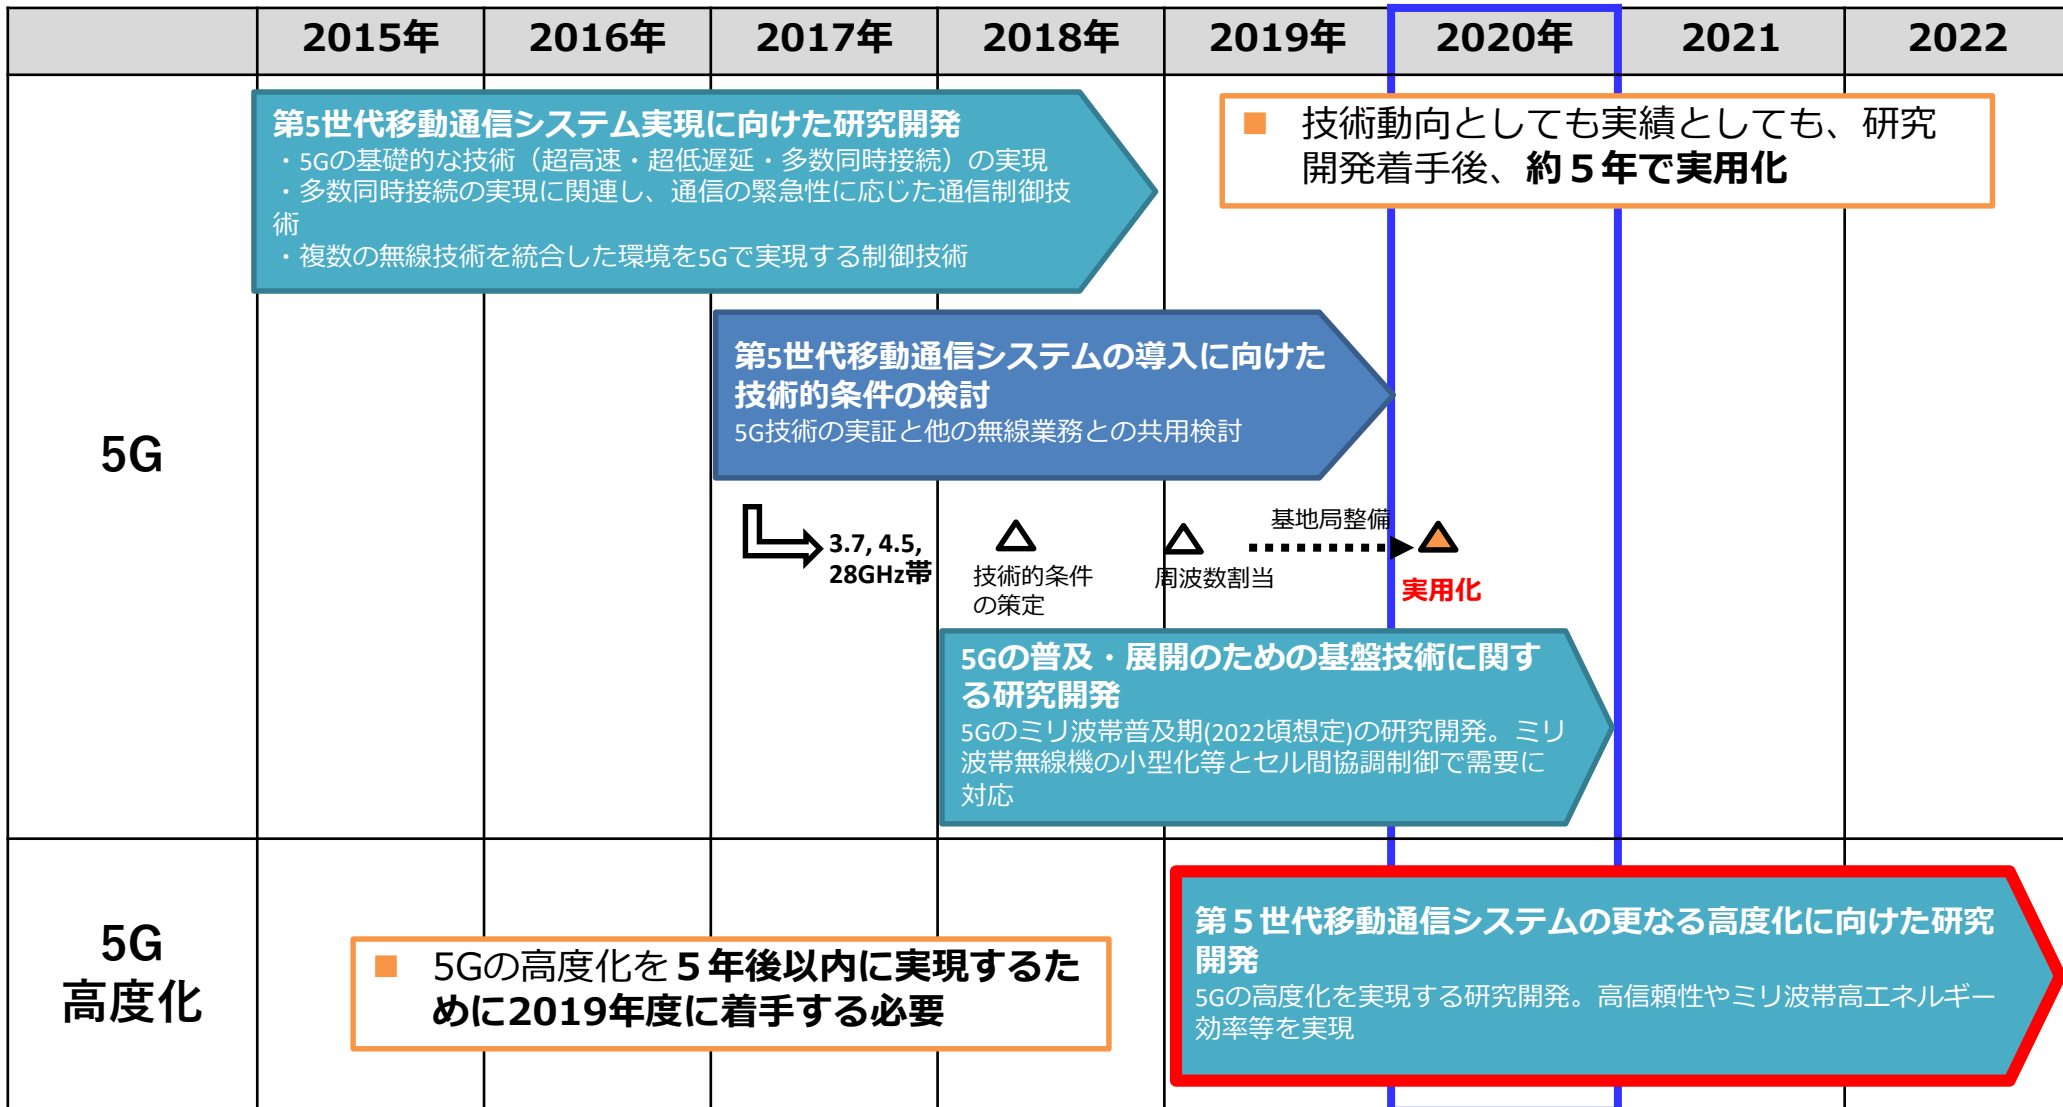 2015年 2016年 2017年 2018年 2019年 2020年 2021 2022
5G
第5世代移動通信システム実現に向けた研究開発
・5Gの基礎的な技術（超高速・超低遅延・多数同時接続）の実現
・多数同時接続の実現に関連し、通信の緊急性に応じた通信制御技
術
・複数の無線技術を統合した環境を5Gで実現する制御技術
■ 技術動向としても実績としても、研究
開発着手後、約５年で実用化
第5世代移動通信システムの導入に向けた
技術的条件の検討
5G技術の実証と他の無線業務との共用検討
3.7, 4.5,
28GHz帯
技術的条件
の策定
周波数割当
基地局整備
実用化
5Gの普及・展開のための基盤技術に関す
る研究開発
5Gのミリ波帯普及期(2022頃想定)の研究開発。ミリ
波帯無線機の小型化等とセル間協調制御で需要に
対応
5G
高度化
■ 5Gの高度化を５年後以内に実現するた
めに2019年度に着手する必要
第５世代移動通信システムの更なる高度化に向けた研究
開発
5Gの高度化を実現する研究開発。高信頼性やミリ波帯高エネルギー
効率等を実現